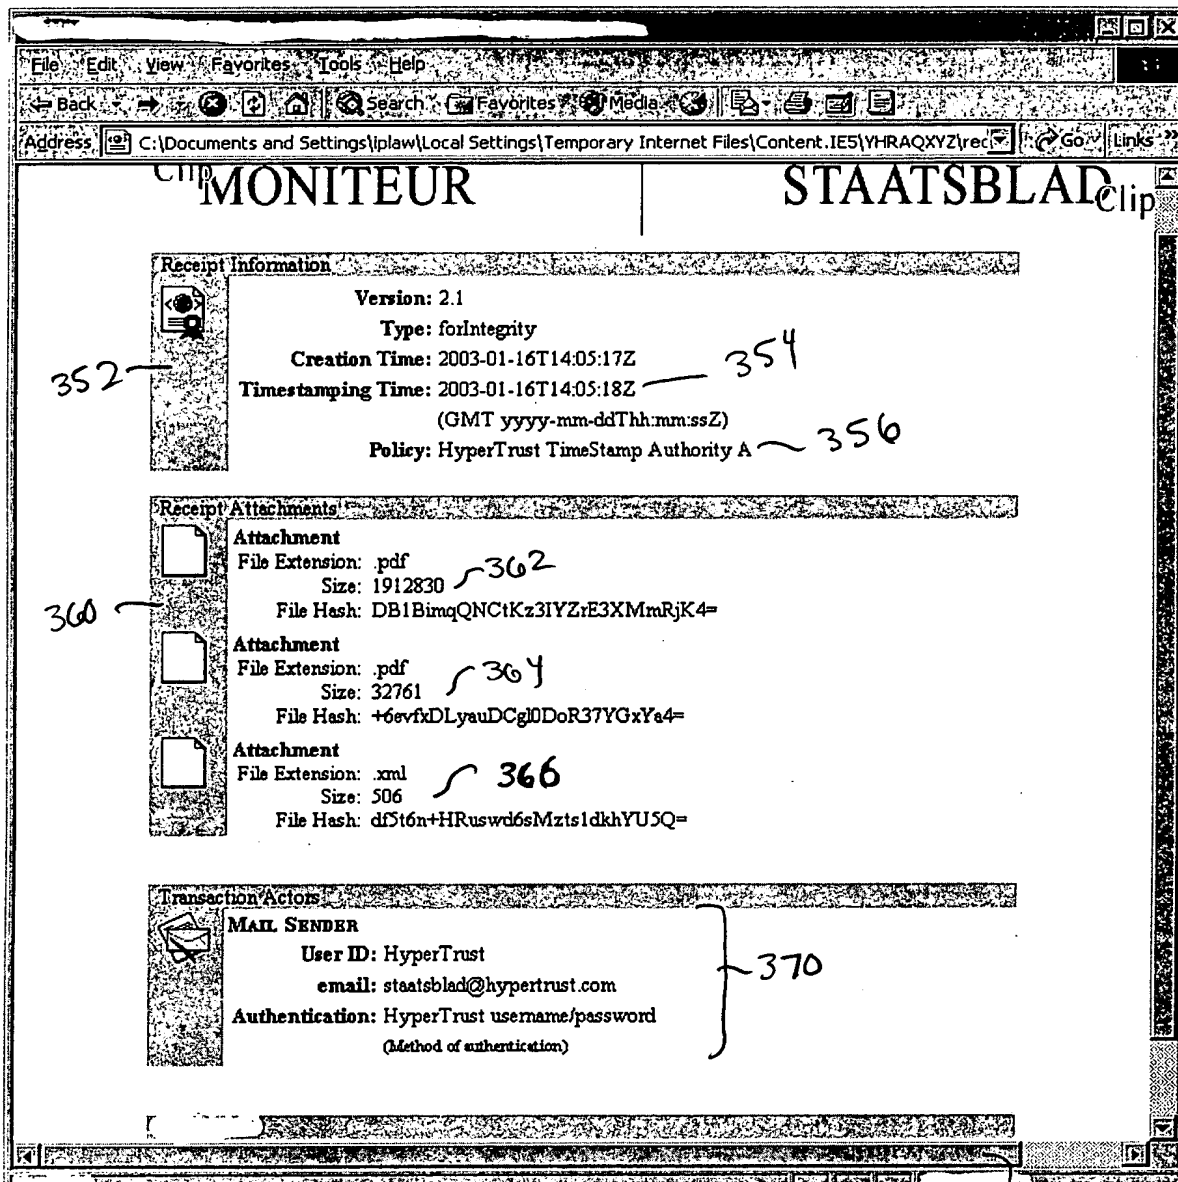 File Edit View Favorites Tools Help
Back Search Favorites Media
Address C:\Documents and Settings\iplaw\Local Settings\Temporary Internet Files\Content.IE5\YHRAQXYZ\rec Go Links »
Clip MONITEUR STAATSBLAD Clip
Receipt Information
Version: 2.1
Type: forIntegrity
Creation Time: 2003-01-16T14:05:17Z
354
352
Timestamping Time: 2003-01-16T14:05:18Z
(GMT yyyy-mm-ddThh:mm:ssZ)
Policy: HyperTrust TimeStamp Authority A 356
Receipt Attachments
Attachment
File Extension: .pdf 362
Size: 1912830
360
File Hash: DB1BimqQNCtKz3IYZrE3XMmRjK4=
Attachment
File Extension: .pdf 364
Size: 32761
File Hash: +6evfxDLyauDCgl0DoR37YGxYa4=
Attachment
File Extension: .xml 366
Size: 506
File Hash: df5t6n+HRuswd6sMzts1dkhYU5Q=
Transaction Actors
MAIL SENDER
User ID: HyperTrust
370
email: staatsblad@hypertrust.com
Authentication: HyperTrust username/password
(Method of authentication)